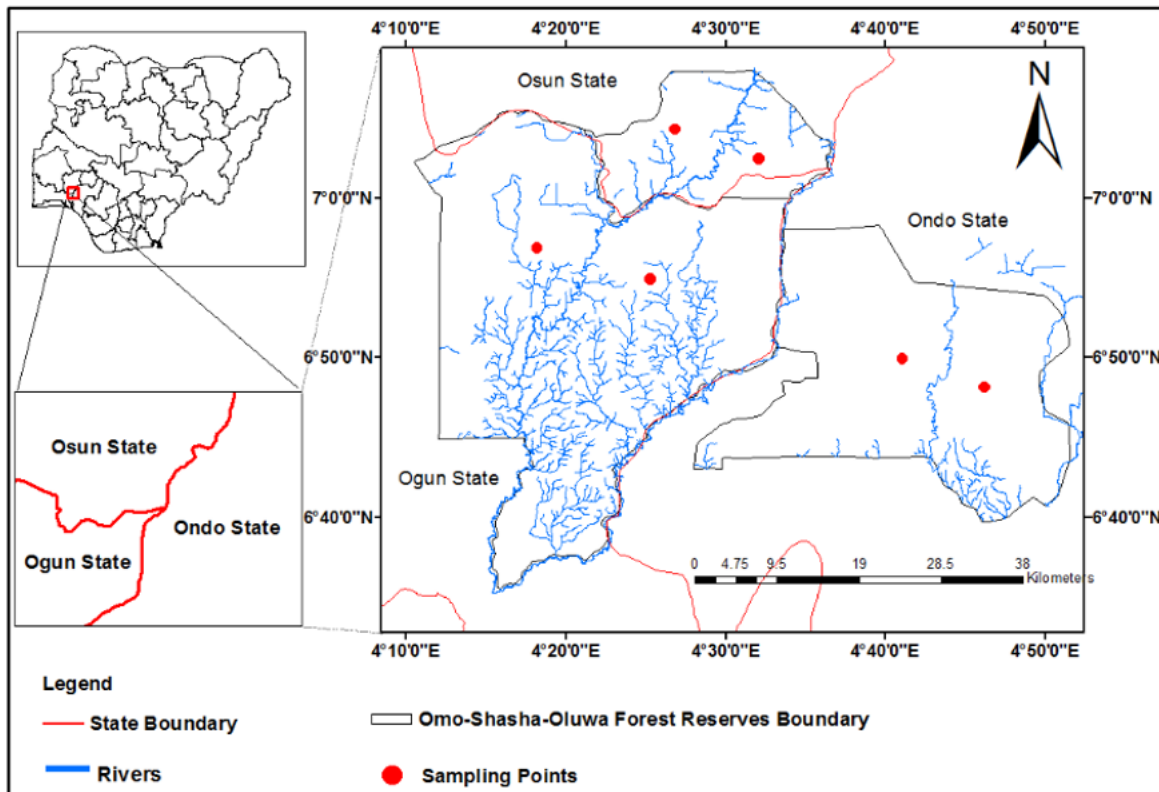 4°10'0"E 4°20'0"E 4°30'0"E 4°40'0"E 4°50'0"E
Osun State
N
7°0'0"N 7°0'0"N
Ondo State
6°50'0"N 6°50'0"N
Osun State
Ondo State
Ogun State
Ogun State
6°40'0"N 6°40'0"N
0 4.75 9.5 19 28.5 38
Kilometers
4°10'0"E 4°20'0"E 4°30'0"E 4°40'0"E 4°50'0"E
Legend
State Boundary
Omo-Shasha-Oluwa Forest Reserves Boundary
Rivers
Sampling Points